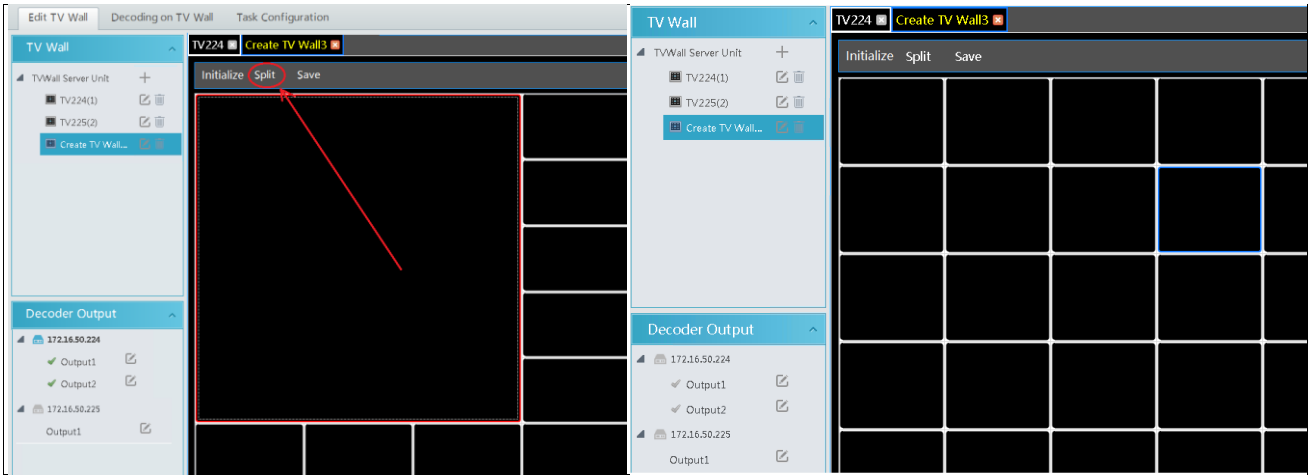 Edit TV Wall Decoding on TV Wall Task Configuration
TV Wall
TV224 Create TV Wall3
Initialize Split Save
TVWall Server Unit
TV224(1)
TV225(2)
Create TV Wall...
Decoder Output
172.16.50.224
Output1
Output2
172.16.50.225
Output1
TV Wall
TV224 Create TV Wall3
Initialize Split Save
TVWall Server Unit
TV224(1)
TV225(2)
Create TV Wall...
Decoder Output
172.16.50.224
Output1
Output2
172.16.50.225
Output1